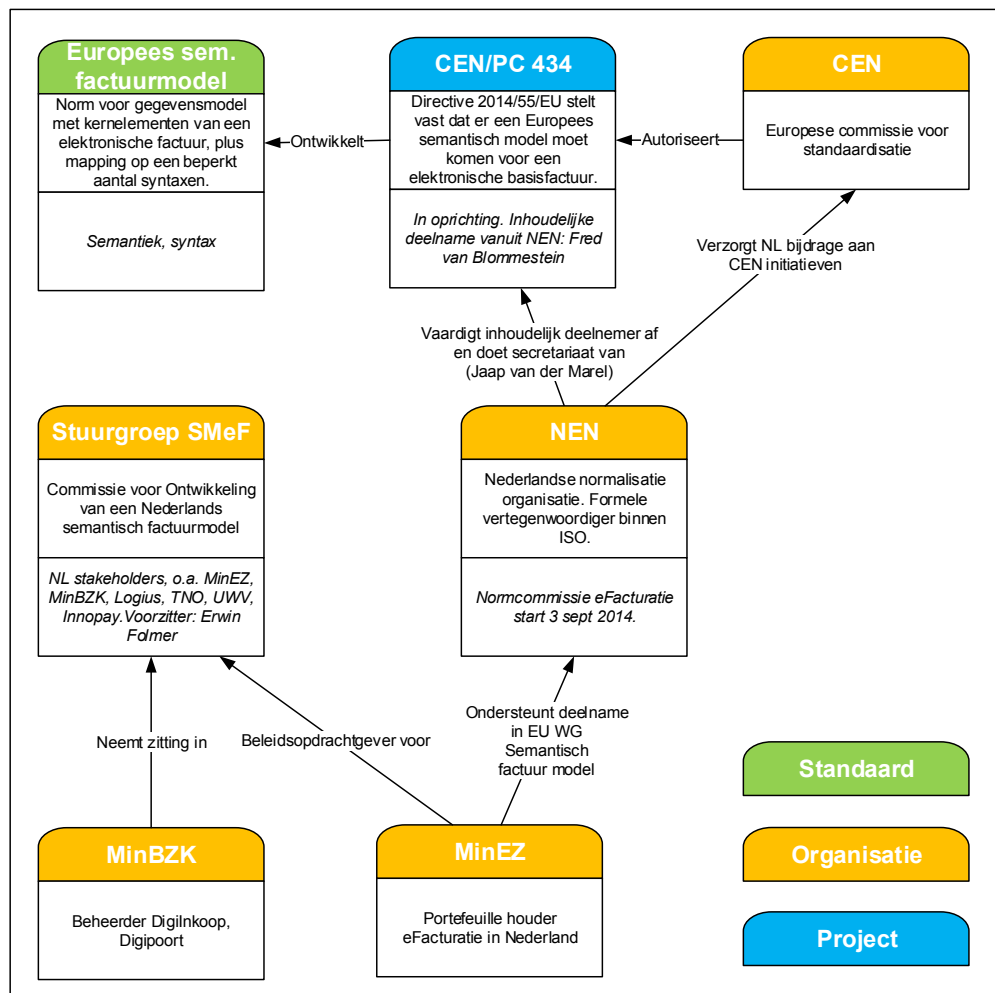 Europees sem.
factuurmodel
Norm voor gegevensmodel
met kernelementen van een
elektronische factuur, plus
mapping op een beperkt
aantal syntaxen.
Semantiek, syntax
Ontwikkelt
CEN/PC 434
Directive 2014/55/EU stelt
vast dat er een Europees
semantisch model moet
komen voor een
elektronische basisfactuur.
In oprichting. Inhoudelijke
deelname vanuit NEN: Fred
van Blommestein
Autoriseert
CEN
Europese commissie voor
standaardisatie
Verzorgt NL bijdrage aan
CEN initiatieven
Vaardigt inhoudelijk deelnemer af
en doet secretariaat van
(Jaap van der Marel)
Stuurgroep SMeF
Commissie voor Ontwikkeling
van een Nederlands
semantisch factuurmodel
NL stakeholders, o.a. MinEZ,
MinBZK, Logius, TNO, UWV,
Innopay.Voorzitter: Erwin
Folmer
NEN
Nederlandse normalisatie
organisatie. Formele
vertegenwoordiger binnen
ISO.
Normcommissie eFacturatie
start 3 sept 2014.
Neemt zitting in
Beleidsopdrachtgever voor
Ondersteunt deelname
in EU WG
Semantisch
factuur model
MinBZK
Beheerder DigiInkoop,
Digipoort
MinEZ
Portefeuille houder
eFacturatie in Nederland
Standaard
Organisatie
Project